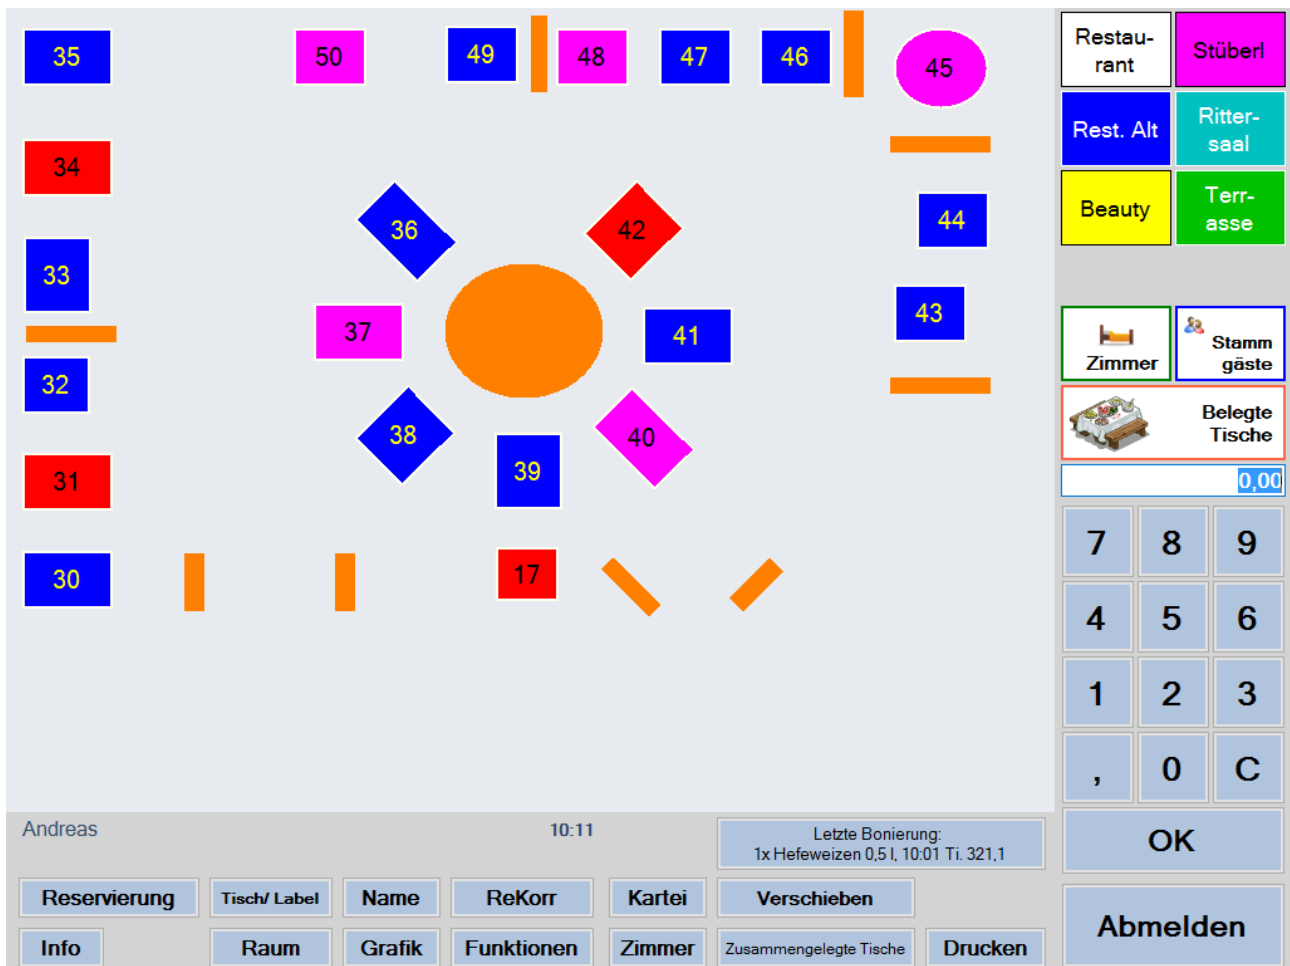 35
50
49
48
47
46
45
34
36
42
44
33
37
41
43
32
38
40
39
31
30
17
Restau-
rant
Stüberl
Rest. Alt
Ritter-
saal
Beauty
Terr-
asse
Zimmer
Stamm
gäste
Belegte
Tische
0,00
7 8 9
4 5 6
1 2 3
, 0 C
OK
Abmelden
Andreas
10:11
Letzte Bonierung:
1x Hefeweizen 0,5 l, 10:01 Ti. 321,1
Reservierung
Tisch/ Label
Name
ReKorr
Kartei
Verschieben
Info
Raum
Grafik
Funktionen
Zimmer
Zusammengelegte Tische
Drucken